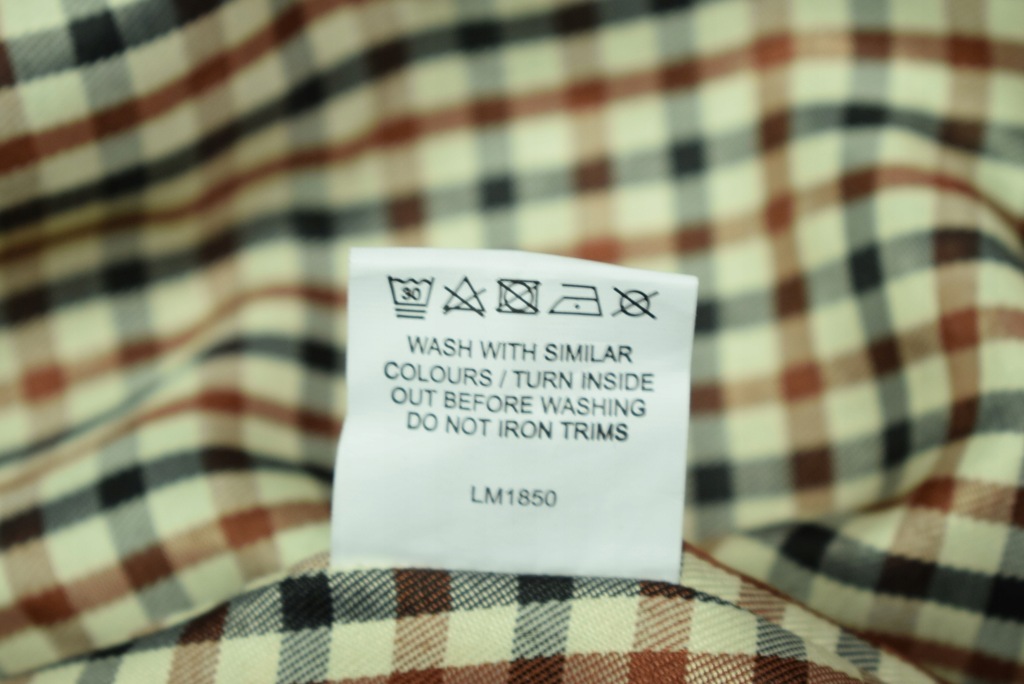 30
WASH WITH SIMILAR
COLOURS / TURN INSIDE
OUT BEFORE WASHING
DO NOT IRON TRIMS
LM1850